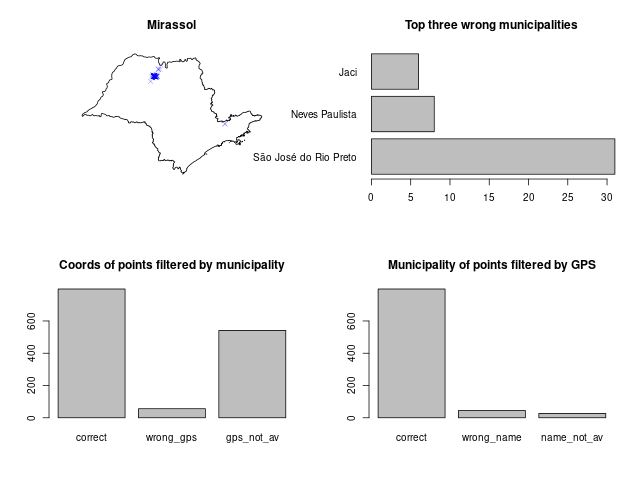 Mirassol
Top three wrong municipalities
Jaci
Neves Paulista
São José do Rio Preto
0 5 10 15 20 25 30
Coords of points filtered by municipality
600
400
200
0
correct wrong_gps gps_not_av
Municipality of points filtered by GPS
600
400
200
0
correct wrong_name name_not_av